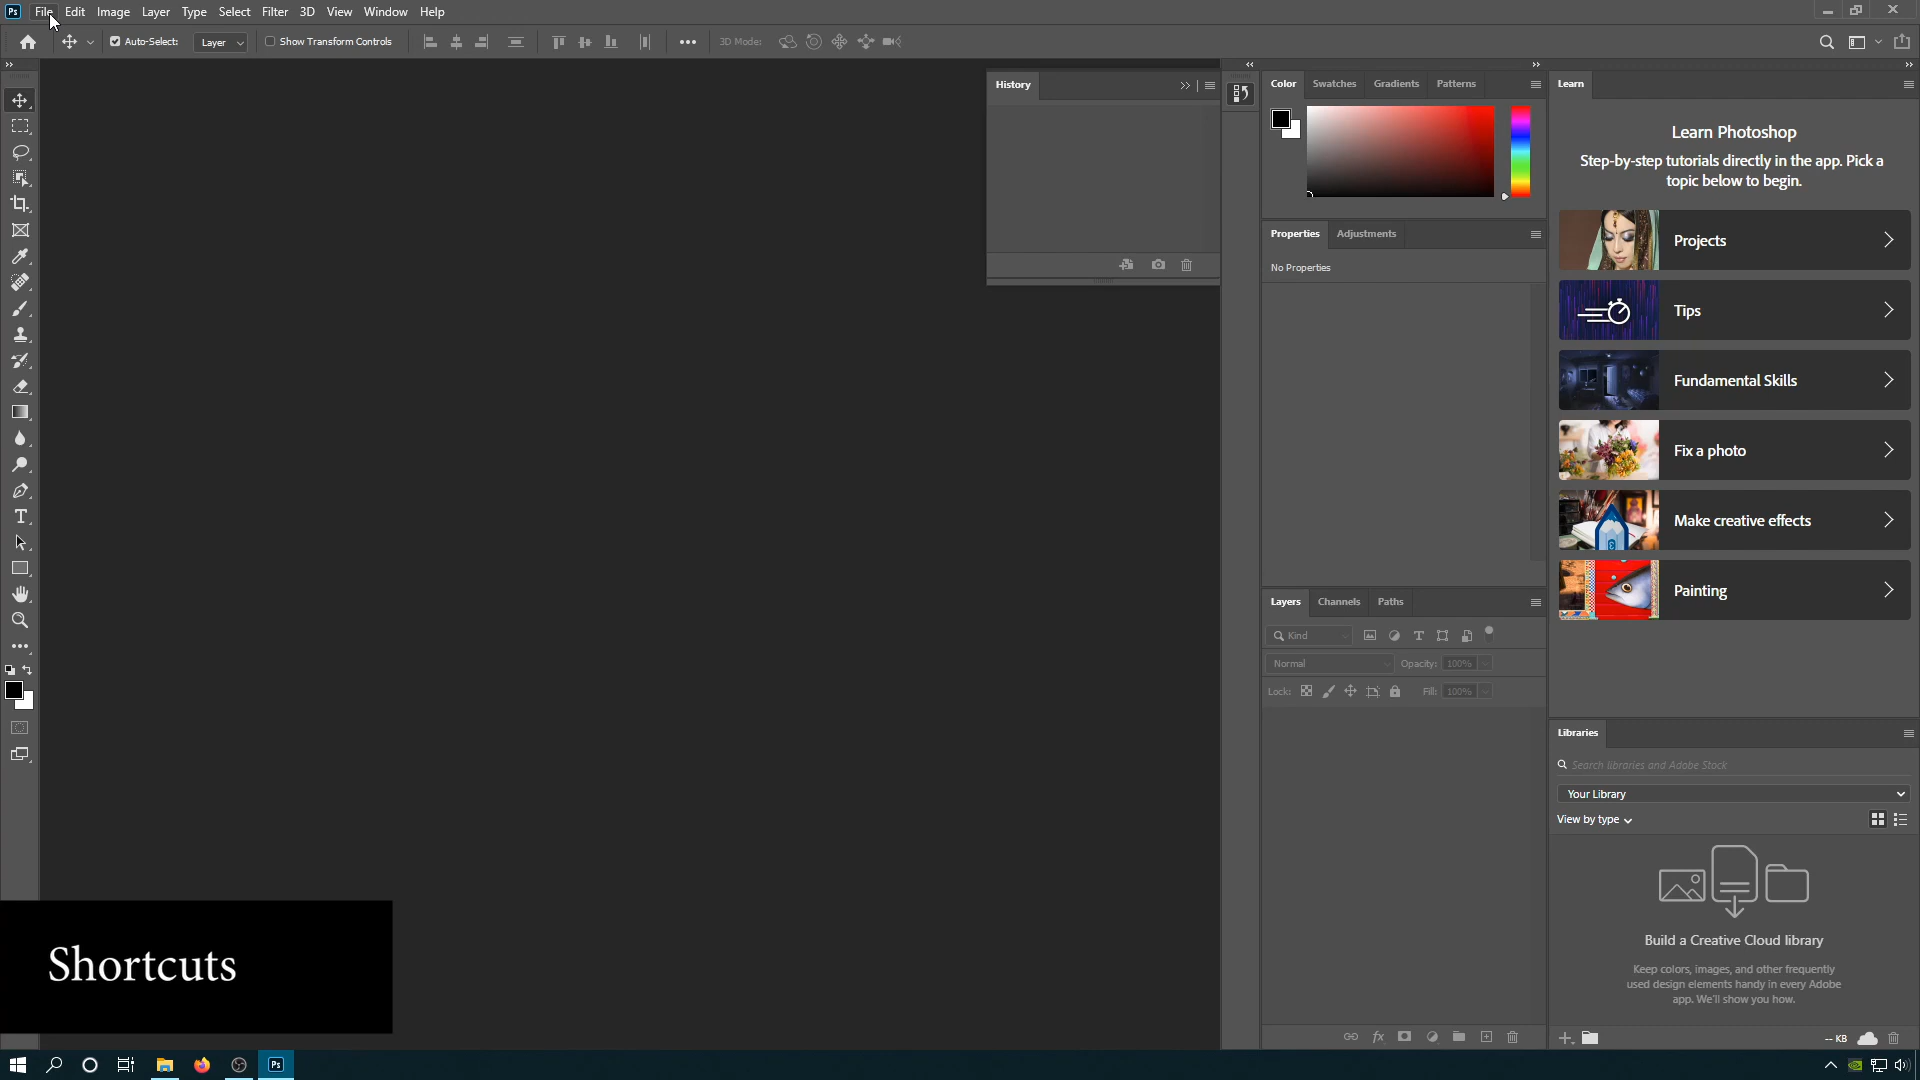 Ps File Edit Image Layer Type Select Filter 3D View Window Help
Auto-Select: Layer Show Transform Controls 3D Mode:
History
Color Swatches Gradients Patterns
Learn
Learn Photoshop
Step-by-step tutorials directly in the app. Pick a
topic below to begin.
Projects
Tips
Fundamental Skills
Fix a photo
Make creative effects
Painting
Properties Adjustments
No Properties
Layers Channels Paths
Kind
Normal Opacity: 100%
Lock: Fill: 100%
Libraries
Search libraries and Adobe Stock
Your Library
View by type
Build a Creative Cloud library
Keep colors, images, and other frequently
used design elements handy in every Adobe
app. We'll show you how.
-- KB
Shortcuts
Ps